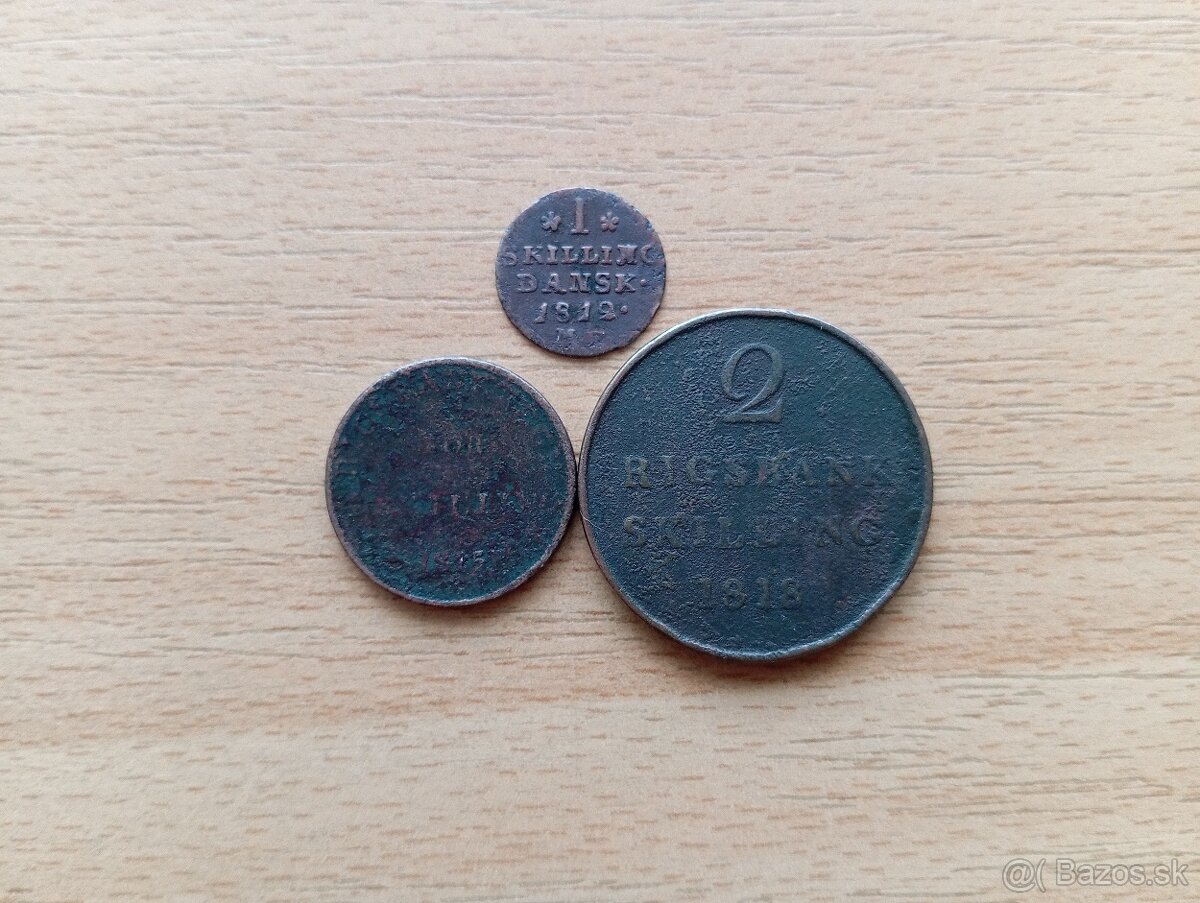 * 1 *
SKILLING
DANSK.
1812.
2
RIGSBANK
SKILLING
1818
@( Bazos.sk